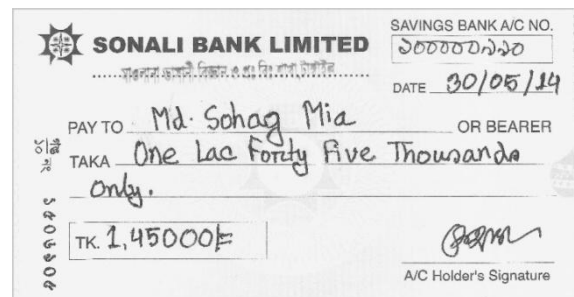 SAVINGS BANK A/C NO.
SONALI BANK LIMITED
DATE 30/05/14
PAY TO Md. Sohag Mia OR BEARER
TAKA One Lac Fordy Five Thousands
Only.
TK. 1,45000/=
A/C Holder's Signature